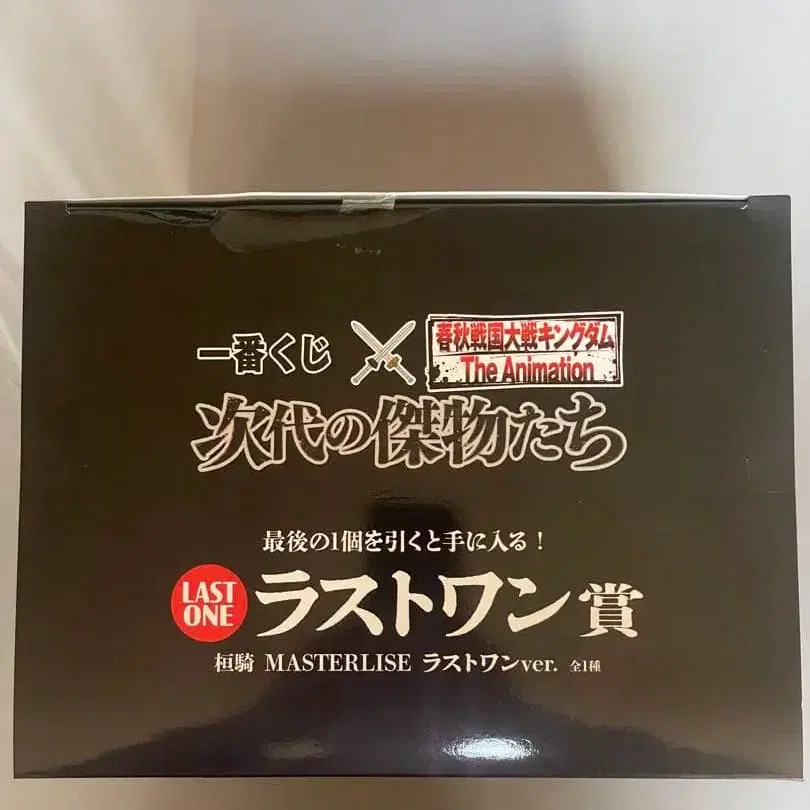 一番くじ
春秋戦国大戦キングダム
The Animation
次代の傑物たち
最後の1個を引くと手に入る!
LAST
ONE
ラストワン賞
桓騎 MASTERLISE ラストワンver. 全1種